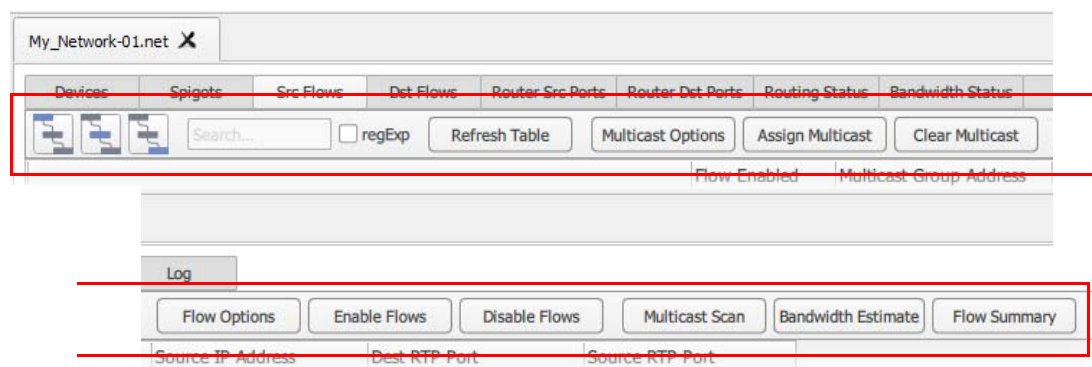 My_Network-01.net X
Devices Spigots Src Flows Dst Flows Router Src Ports Router Dst Ports Routing Status Bandwidth Status
Search... regExp Refresh Table Multicast Options Assign Multicast Clear Multicast
Flow Enabled Multicast Group Address
Log
Flow Options Enable Flows Disable Flows Multicast Scan Bandwidth Estimate Flow Summary
Source IP Address Dest RTP Port Source RTP Port